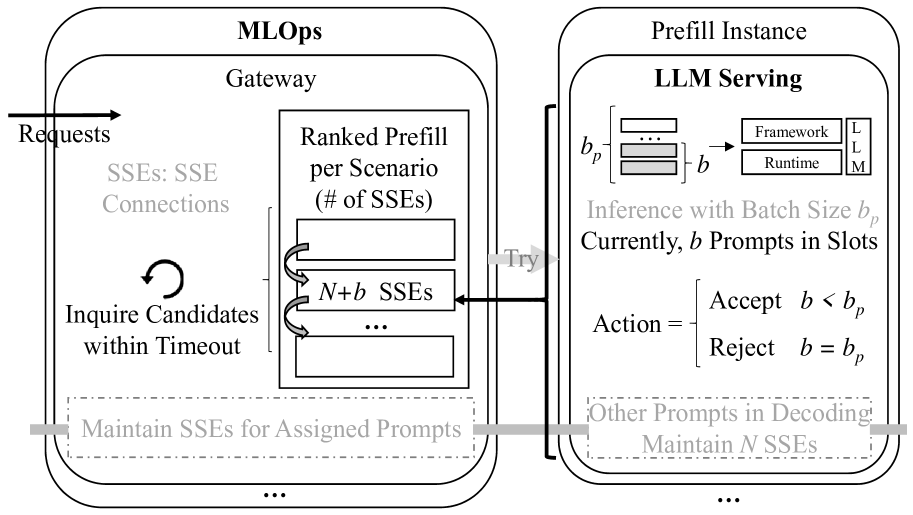 MLOps
Gateway
Requests
SSEs: SSE
Connections
Ranked Prefill
per Scenario
(# of SSEs)
N+b SSEs
...
Inquire Candidates
within Timeout
Maintain SSEs for Assigned Prompts
...
Try
Prefill Instance
LLM Serving
b_p
...
b
Framework
Runtime
L
L
M
Inference with Batch Size b_p
Currently, b Prompts in Slots
Action =
Accept b < b_p
Reject b = b_p
Other Prompts in Decoding
Maintain N SSEs
...